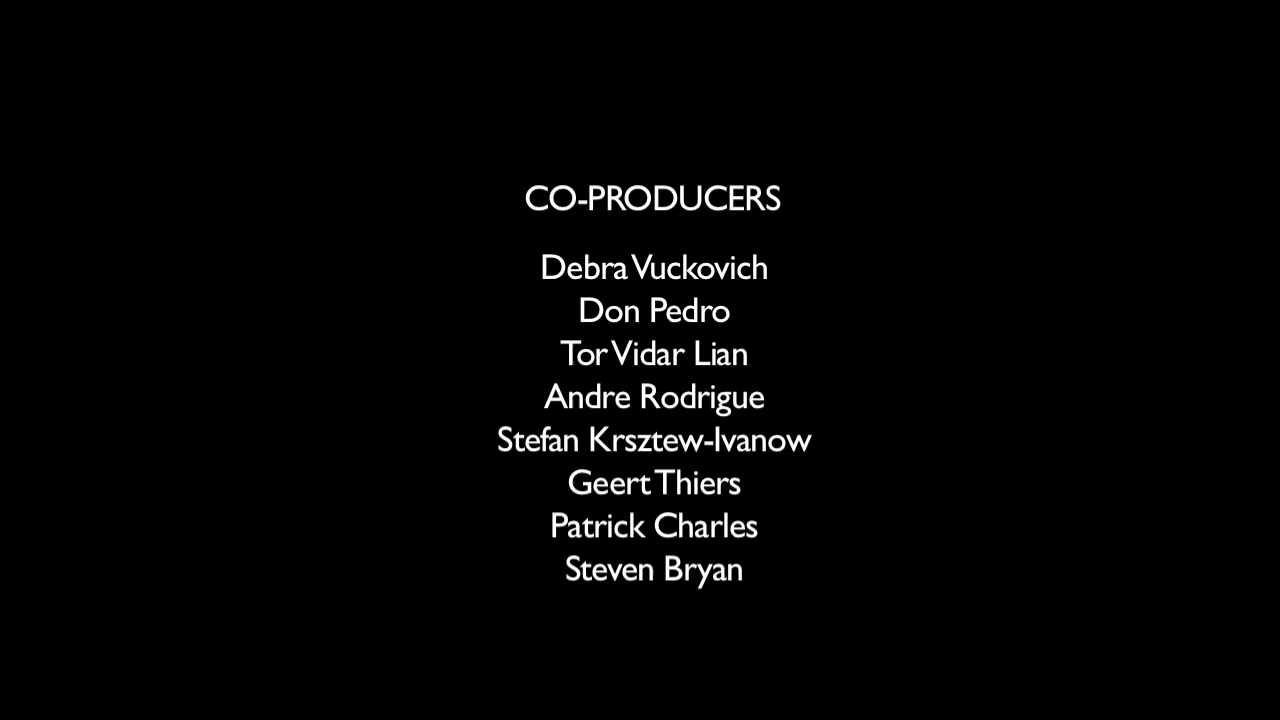 CO-PRODUCERS
Debra Vuckovich
Don Pedro
Tor Vidar Lian
Andre Rodrigue
Stefan Krsztew-Ivanow
Geert Thiers
Patrick Charles
Steven Bryan